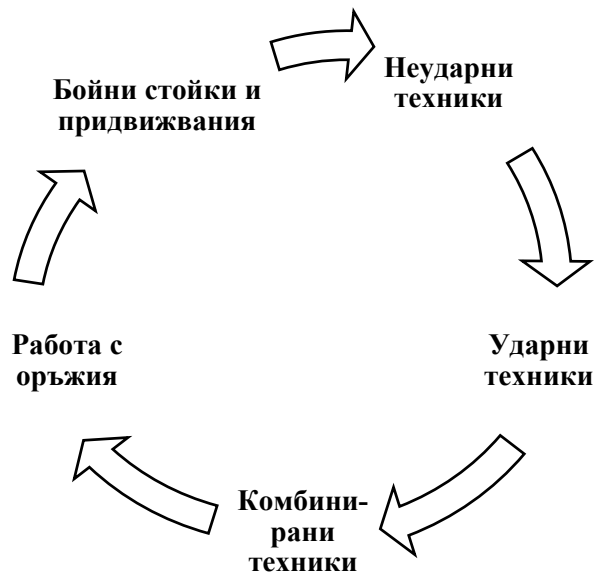 Бойни стойки и
придвижвания
Неударни
техники
Ударни
техники
Комбини-
рани
техники
Работа с
оръжия